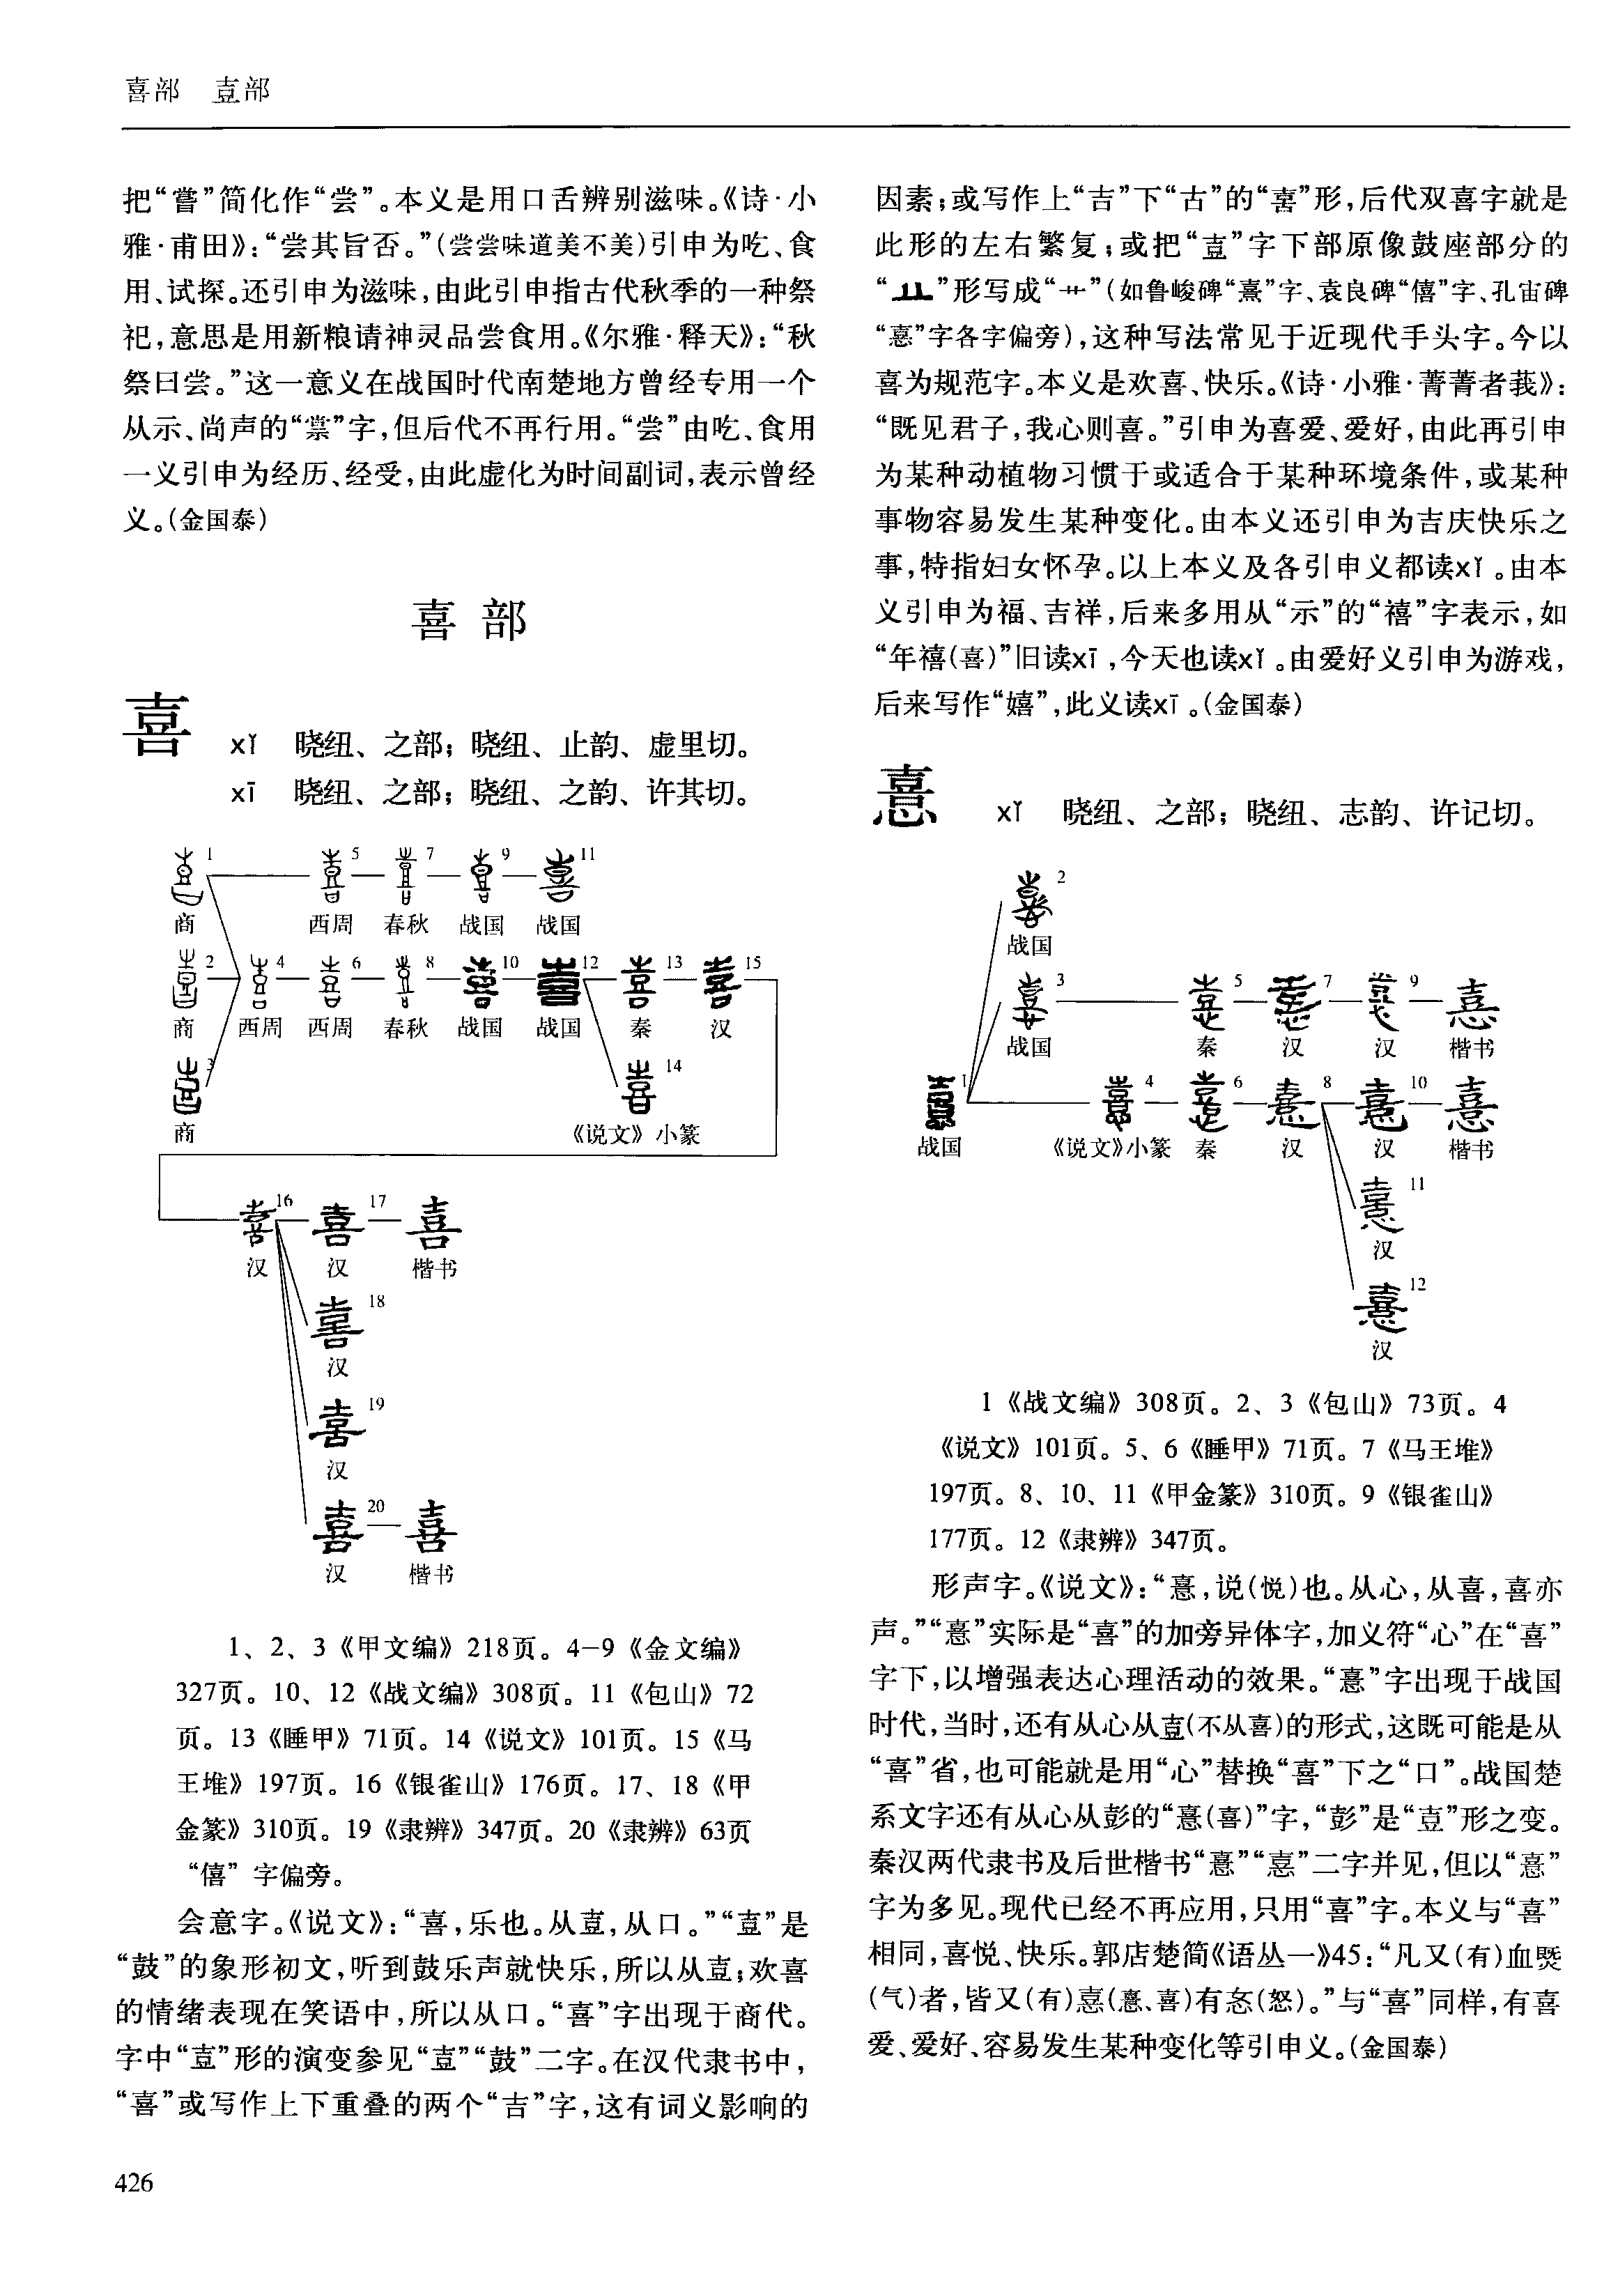 喜部 壴部
把“嘗”简化作“尝”。本义是用口舌辨别滋味。《诗·小
雅·甫田》：“尝其旨否。”(尝尝味道美不美)引申为吃、食
用、试探。还引申为滋味，由此引申指古代秋季的一种祭
祀，意思是用新粮请神灵品尝食用。《尔雅·释天》：“秋
祭曰尝。”这一意义在战国时代南楚地方曾经专用一个
从示、尚声的“祟”字，但后代不再行用。“尝”由吃、食用
一义引申为经历、经受，由此虚化为时间副词，表示曾经
义。(金国泰)
喜部
喜
xǐ 晓纽、之部；晓纽、止韵、虚里切。
xī 晓纽、之部；晓纽、之韵、许其切。
1 5 7 9 11
商 西周 春秋 战国 战国
2 4 6 8 10 12 13 15
商 西周 西周 春秋 战国 战国 秦 汉
3 14
商 《说文》小篆
16 17 喜
汉 汉 楷书
18
汉
19
汉
20
汉 楷书
1、2、3《甲文编》218页。4-9《金文编》
327页。10、12《战文编》308页。11《包山》72
页。13《睡甲》71页。14《说文》101页。15《马
王堆》197页。16《银雀山》176页。17、18《甲
金篆》310页。19《隶辨》347页。20《隶辨》63页
“僖”字偏旁。
会意字。《说文》：“喜，乐也。从壴，从口。”“壴”是
“鼓”的象形初文，听到鼓乐声就快乐，所以从壴；欢喜
的情绪表现在笑语中，所以从口。“喜”字出现于商代。
字中“壴”形的演变参见“壴”“鼓”二字。在汉代隶书中，
“喜”或写作上下重叠的两个“吉”字，这有词义影响的
因素；或写作上“吉”下“古”的“”形，后代双喜字就是
此形的左右繁复；或把“壴”字下部原像鼓座部分的
“”形写成“艹”(如鲁峻碑“熹”字、袁良碑“僖”字、孔宙碑
“憙”字各字偏旁)，这种写法常见于近现代手头字。今以
喜为规范字。本义是欢喜、快乐。《诗·小雅·菁菁者莪》：
“既见君子，我心则喜。”引申为喜爱、爱好，由此再引申
为某种动植物习惯于或适合于某种环境条件，或某种
事物容易发生某种变化。由本义还引申为吉庆快乐之
事，特指妇女怀孕。以上本义及各引申义都读xǐ。由本
义引申为福、吉祥，后来多用从“示”的“禧”字表示，如
“年禧(喜)”旧读xī，今天也读xǐ。由爱好义引申为游戏，
后来写作“嬉”，此义读xī。(金国泰)
憙
xǐ 晓纽、之部；晓纽、志韵、许记切。
2
战国
3 5 7 9
战国 秦 汉 汉 楷书
1 4 6 8 10 憙
战国 《说文》小篆 秦 汉 汉 楷书
11
汉
12
汉
1《战文编》308页。2、3《包山》73页。4
《说文》101页。5、6《睡甲》71页。7《马王堆》
197页。8、10、11《甲金篆》310页。9《银雀山》
177页。12《隶辨》347页。
形声字。《说文》：“憙，说(悦)也。从心，从喜，喜亦
声。”“憙”实际是“喜”的加旁异体字，加义符“心”在“喜”
字下，以增强表达心理活动的效果。“憙”字出现于战国
时代，当时，还有从心从壴(不从喜)的形式，这既可能是从
“喜”省，也可能就是用“心”替换“喜”下之“口”。战国楚
系文字还有从心从彭的“憙(喜)”字，“彭”是“壴”形之变。
秦汉两代隶书及后世楷书“憙”“惪”二字并见，但以“憙”
字为多见。现代已经不再应用，只用“喜”字。本义与“喜”
相同，喜悦、快乐。郭店楚简《语丛一》45：“凡又(有)血
(气)者，皆又(有)(憙、喜)有忞(怒)。”与“喜”同样，有喜
爱、爱好、容易发生某种变化等引申义。(金国泰)
426